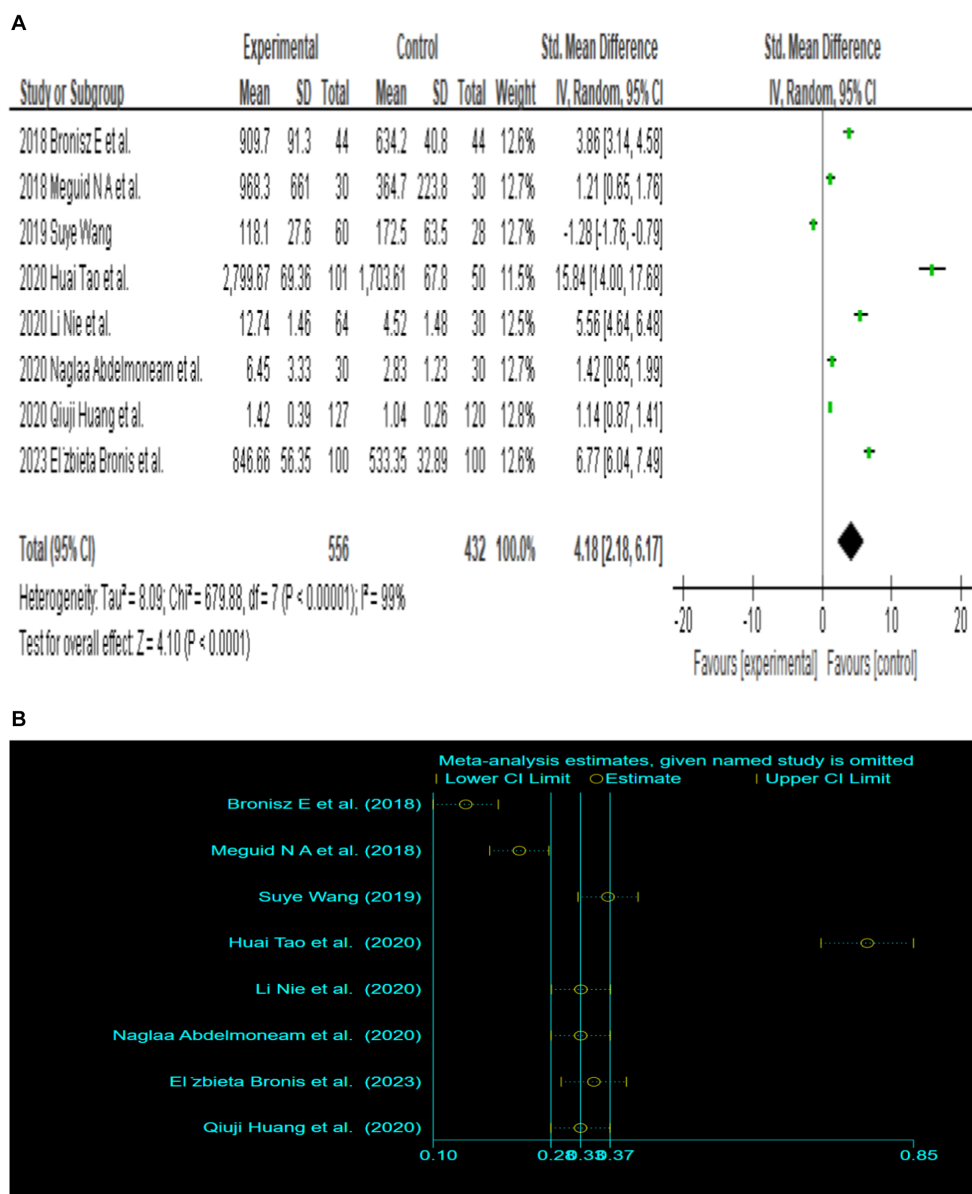 A
Experimental Control Std. Mean Difference Std. Mean Difference
Study or Subgroup Mean SD Total Mean SD Total Weight IV, Random, 95% CI IV, Random, 95% CI
2018 Bronisz E et al. 909.7 91.3 44 634.2 40.8 44 12.6% 3.86 [3.14, 4.58]
2018 Meguid N A et al. 968.3 661 30 364.7 223.8 30 12.7% 1.21 [0.65, 1.76]
2019 Suye Wang 118.1 27.6 60 172.5 63.5 28 12.7% -1.28 [-1.76, -0.79]
2020 Huai Tao et al. 2,799.67 69.36 101 1,703.61 67.8 50 11.5% 15.84 [14.00, 17.68]
2020 Li Nie et al. 12.74 1.46 64 4.52 1.48 30 12.5% 5.56 [4.64, 6.48]
2020 Naglaa Abdelmoneam et al. 6.45 3.33 30 2.83 1.23 30 12.7% 1.42 [0.85, 1.99]
2020 Qiuji Huang et al. 1.42 0.39 127 1.04 0.26 120 12.8% 1.14 [0.87, 1.41]
2023 El´zbieta Bronis et al. 846.66 56.35 100 533.35 32.89 100 12.6% 6.77 [6.04, 7.49]
Total (95% CI) 556 432 100.0% 4.18 [2.18, 6.17]
Heterogeneity: Tau² = 8.09; Chi² = 679.88, df = 7 (P < 0.00001); I² = 99%
Test for overall effect: Z = 4.10 (P < 0.0001)
-20 -10 0 10 20
Favours [experimental] Favours [control]
B
Meta-analysis estimates, given named study is omitted
Lower CI Limit Estimate Upper CI Limit
Bronisz E et al. (2018)
Meguid N A et al. (2018)
Suye Wang (2019)
Huai Tao et al. (2020)
Li Nie et al. (2020)
Naglaa Abdelmoneam et al. (2020)
El´zbieta Bronis et al. (2023)
Qiuji Huang et al. (2020)
0.10 0.28 0.33 0.37 0.85